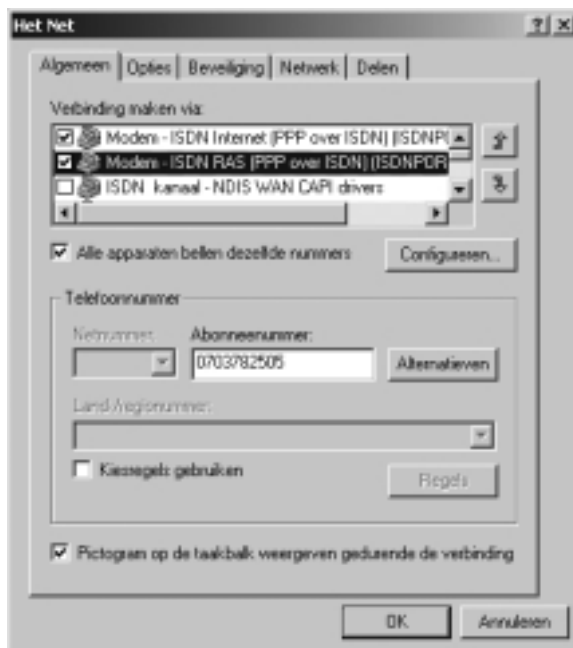 Het Net
Algemeen Opties Beveiliging Netwerk Delen
Verbinding maken via:
Modem - ISDN Internet (PPP over ISDN) (ISDNP
Modem - ISDN RAS (PPP over ISDN) (ISDNPDR
ISDN kanaal - NDIS WAN CAPI drivers
Alle apparaten bellen dezelfde nummers
Configureren...
Telefoonnummer
Netnummer: Abonneenummer:
0703782505 Alternatieven
Land-/regionummer:
Kiesregels gebruiken
Regels
Pictogram op de taakbalk weergeven gedurende de verbinding
OK Annuleren